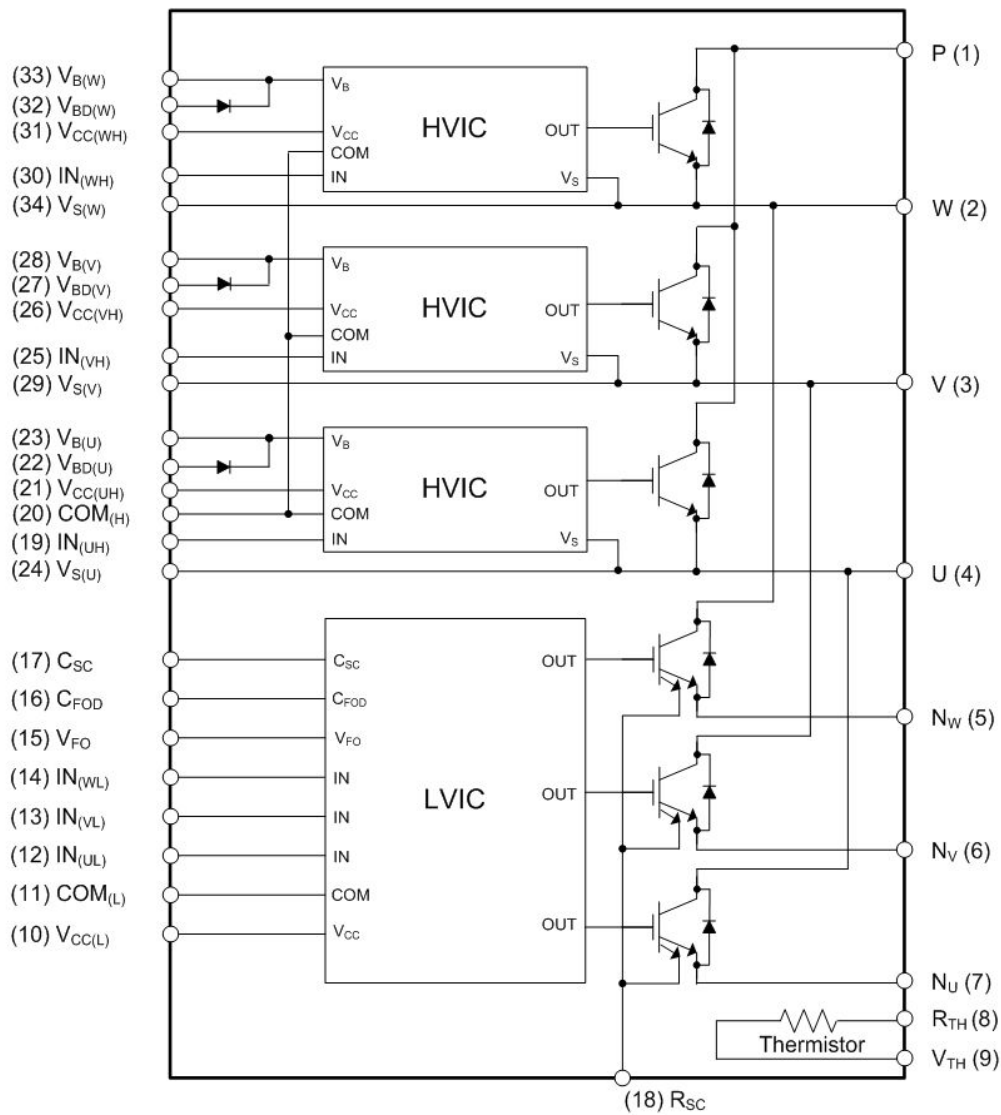 (33) VB(W)
(32) VBD(W)
(31) VCC(WH)
(30) IN(WH)
(34) VS(W)
VB
VCC
COM
IN
HVIC
OUT
VS
P (1)
W (2)
(28) VB(V)
(27) VBD(V)
(26) VCC(VH)
(25) IN(VH)
(29) VS(V)
VB
VCC
COM
IN
HVIC
OUT
VS
V (3)
(23) VB(U)
(22) VBD(U)
(21) VCC(UH)
(20) COM(H)
(19) IN(UH)
(24) VS(U)
VB
VCC
COM
IN
HVIC
OUT
VS
U (4)
(17) CSC
(16) CFOD
(15) VFO
(14) IN(WL)
(13) IN(VL)
(12) IN(UL)
(11) COM(L)
(10) VCC(L)
CSC
CFOD
VFO
IN
IN
IN
COM
VCC
LVIC
OUT
OUT
OUT
NW (5)
NV (6)
NU (7)
RTH (8)
Thermistor
VTH (9)
(18) RSC